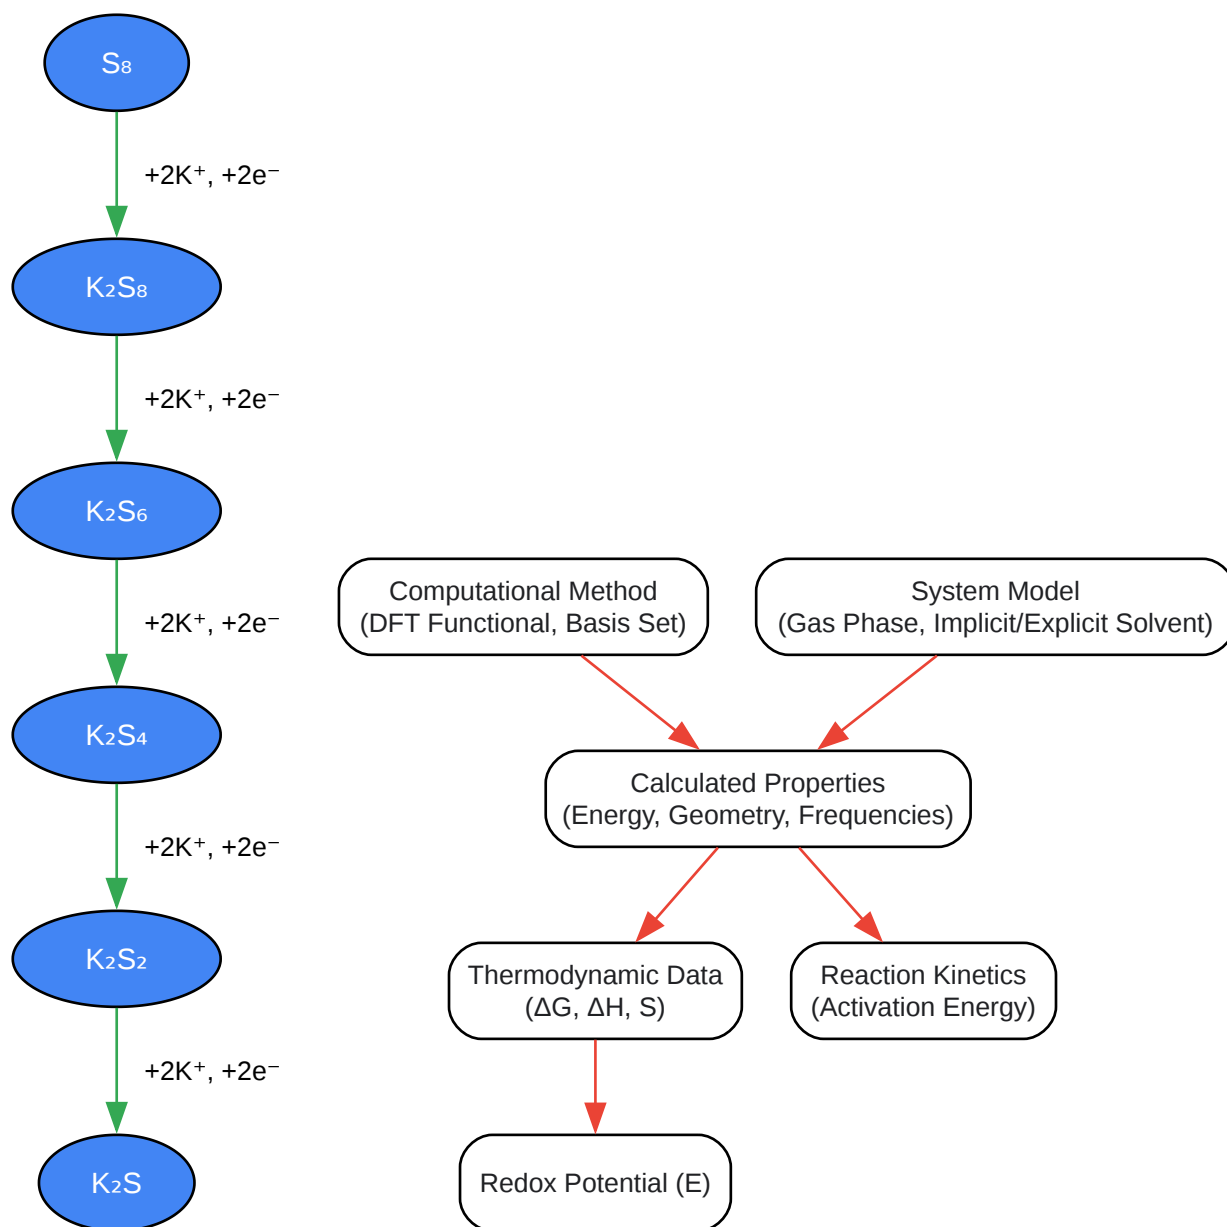 S₈
+2K⁺, +2e⁻
K₂S₈
+2K⁺, +2e⁻
K₂S₆
+2K⁺, +2e⁻
K₂S₄
+2K⁺, +2e⁻
K₂S₂
+2K⁺, +2e⁻
K₂S
Computational Method
(DFT Functional, Basis Set)
System Model
(Gas Phase, Implicit/Explicit Solvent)
Calculated Properties
(Energy, Geometry, Frequencies)
Thermodynamic Data
(ΔG, ΔH, S)
Reaction Kinetics
(Activation Energy)
Redox Potential (E)